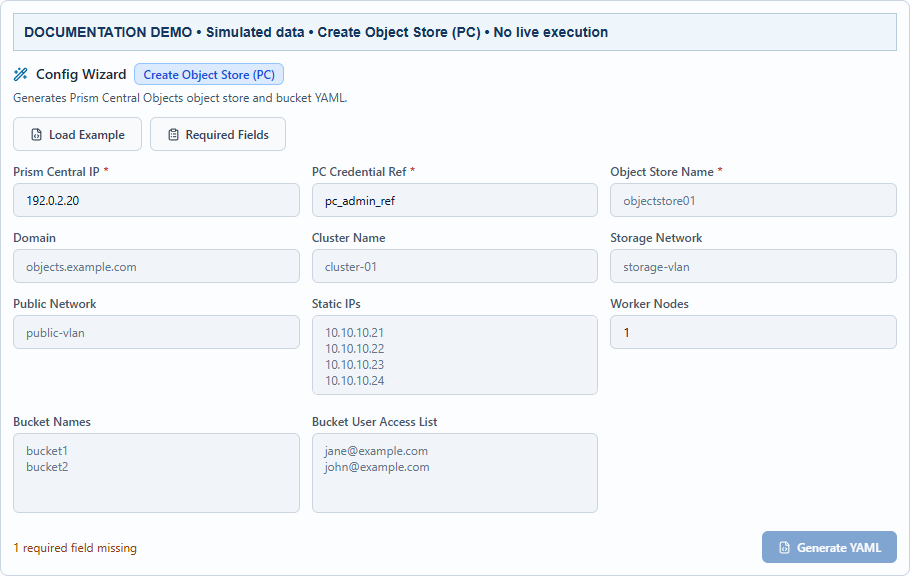 DOCUMENTATION DEMO • Simulated data • Create Object Store (PC) • No live execution
Config Wizard Create Object Store (PC)
Generates Prism Central Objects object store and bucket YAML.
Load Example Required Fields
Prism Central IP * PC Credential Ref * Object Store Name *
192.0.2.20 pc_admin_ref objectstore01
Domain Cluster Name Storage Network
objects.example.com cluster-01 storage-vlan
Public Network Static IPs Worker Nodes
public-vlan 10.10.10.21 1
10.10.10.22
10.10.10.23
10.10.10.24
Bucket Names Bucket User Access List
bucket1 jane@example.com
bucket2 john@example.com
1 required field missing Generate YAML